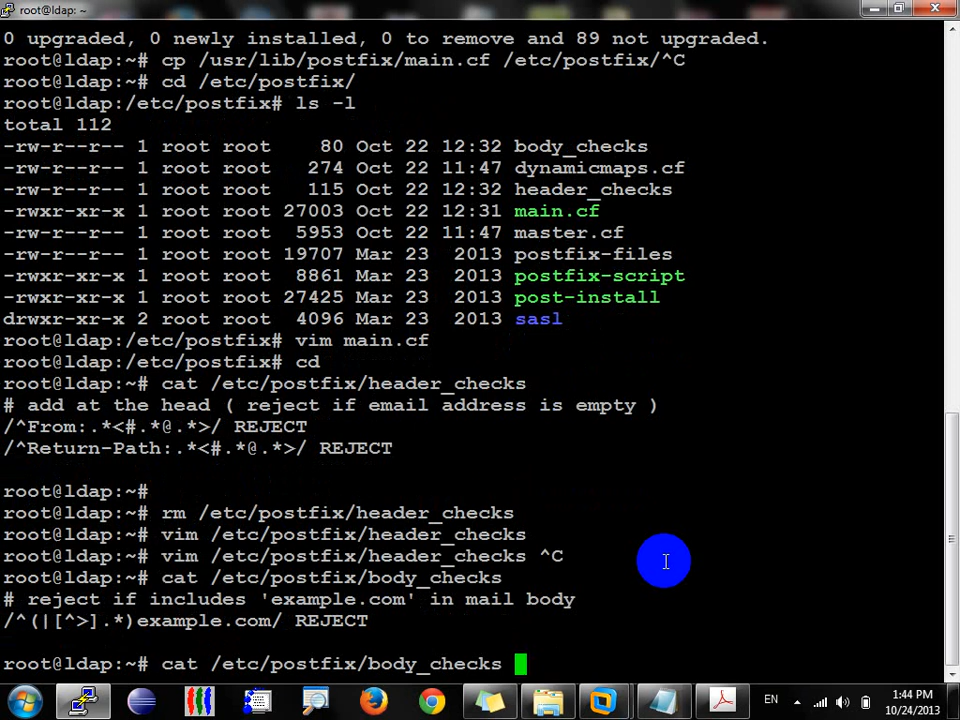 root@ldap: ~
0 upgraded, 0 newly installed, 0 to remove and 89 not upgraded.
root@ldap:~# cp /usr/lib/postfix/main.cf /etc/postfix/^C
root@ldap:~# cd /etc/postfix/
root@ldap:/etc/postfix# ls -l
total 112
-rw-r--r-- 1 root root    80 Oct 22 12:32 body_checks
-rw-r--r-- 1 root root   274 Oct 22 11:47 dynamicmaps.cf
-rw-r--r-- 1 root root   115 Oct 22 12:32 header_checks
-rwxr-xr-x 1 root root 27003 Oct 22 12:31 main.cf
-rw-r--r-- 1 root root  5953 Oct 22 11:47 master.cf
-rw-r--r-- 1 root root 19707 Mar 23  2013 postfix-files
-rwxr-xr-x 1 root root  8861 Mar 23  2013 postfix-script
-rwxr-xr-x 1 root root 27425 Mar 23  2013 post-install
drwxr-xr-x 2 root root  4096 Mar 23  2013 sasl
root@ldap:/etc/postfix# vim main.cf
root@ldap:/etc/postfix# cd
root@ldap:~# cat /etc/postfix/header_checks
# add at the head ( reject if email address is empty )
/^From:.*<#.*@.*>/ REJECT
/^Return-Path:.*<#.*@.*>/ REJECT
root@ldap:~#
root@ldap:~# rm /etc/postfix/header_checks
root@ldap:~# vim /etc/postfix/header_checks
root@ldap:~# vim /etc/postfix/header_checks ^C
root@ldap:~# cat /etc/postfix/body_checks
# reject if includes 'example.com' in mail body
/^(|[^>].*)example.com/ REJECT
root@ldap:~# cat /etc/postfix/body_checks
EN
1:44 PM
10/24/2013